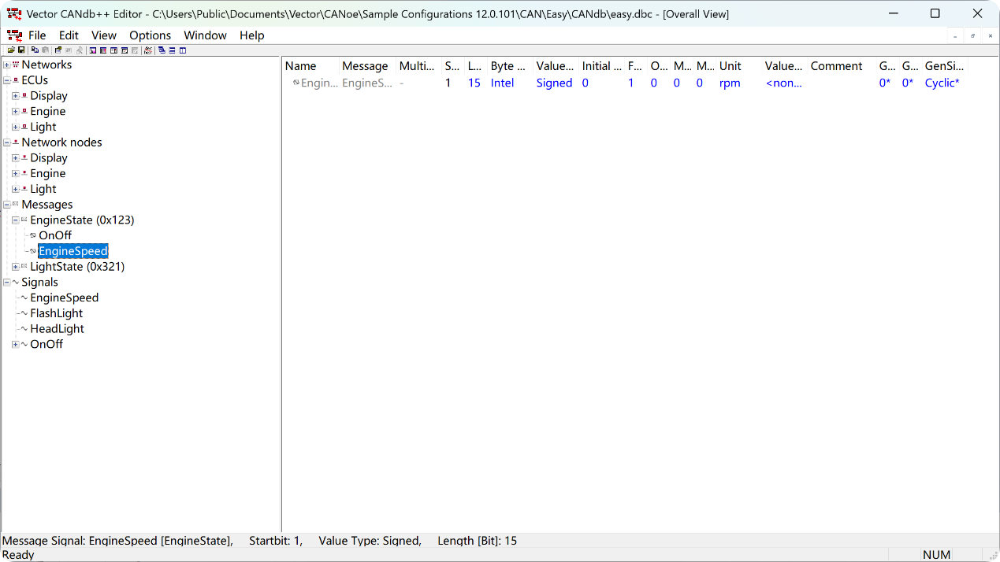 Vector CANdb++ Editor - C:\Users\Public\Documents\Vector\CANoe\Sample Configurations 12.0.101\CAN\Easy\CANdb\easy.dbc - [Overall View]
File Edit View Options Window Help
Networks
ECUs
Display
Engine
Light
Network nodes
Display
Engine
Light
Messages
EngineState (0x123)
OnOff
EngineSpeed
LightState (0x321)
Signals
EngineSpeed
FlashLight
HeadLight
OnOff
Name Message Multi... S... L... Byte ... Value... Initial ... F... O... M... M... Unit Value... Comment G... G... GenSi...
Engin... EngineS... - 1 15 Intel Signed 0 1 0 0 0 rpm <non... 0* 0* Cyclic*
Message Signal: EngineSpeed [EngineState], Startbit: 1, Value Type: Signed, Length [Bit]: 15
Ready NUM